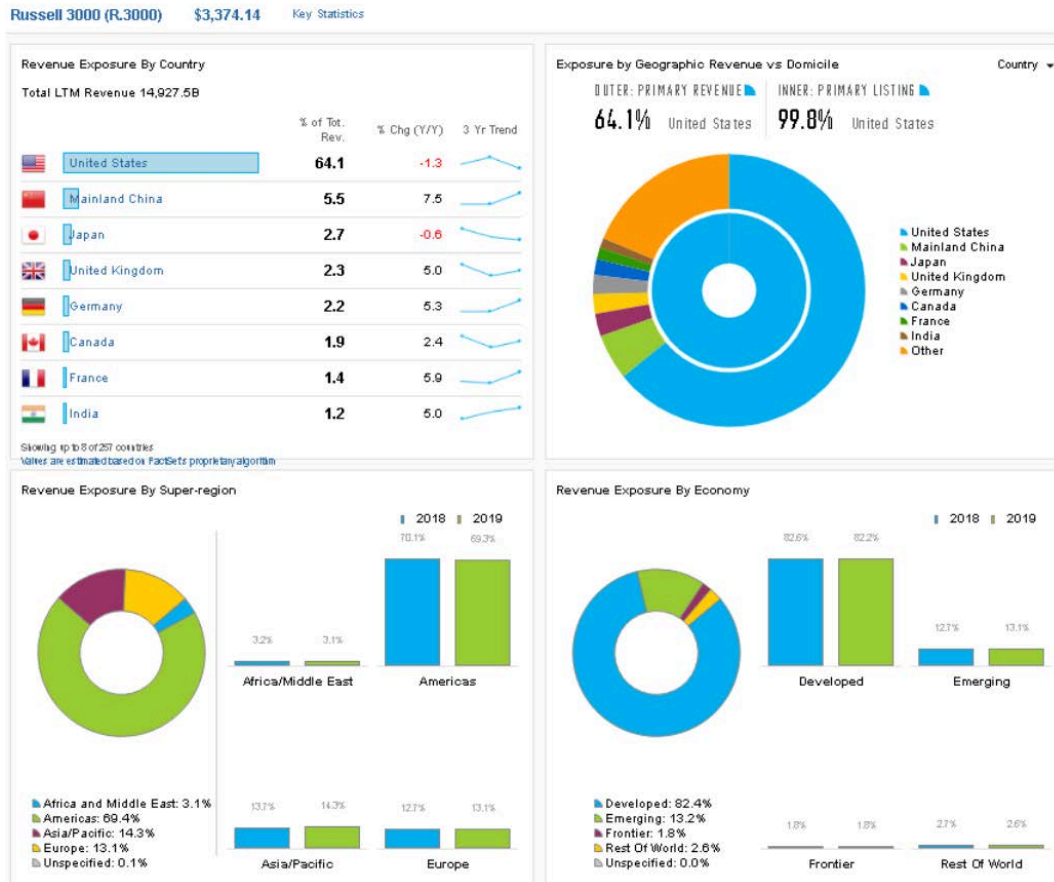 Russell 3000 (R.3000) $3,374.14 Key Statistics
Revenue Exposure By Country
Total LTM Revenue 14,927.5B
% of Tot. Rev. % Chg (Y/Y) 3 Yr Trend
United States 64.1 -1.3
Mainland China 5.5 7.5
Japan 2.7 -0.6
United Kingdom 2.3 5.0
Germany 2.2 5.3
Canada 1.9 2.4
France 1.4 5.9
India 1.2 5.0
Showing up to 8 of 257 countries
Values are estimated based on FactSet's proprietary algorithm
Exposure by Geographic Revenue vs Domicile Country
OUTER: PRIMARY REVENUE INNER: PRIMARY LISTING
64.1% United States 99.8% United States
United States
Mainland China
Japan
United Kingdom
Germany
Canada
France
India
Other
Revenue Exposure By Super-region
2018 2019
70.1% 69.3%
3.2% 3.1%
Africa/Middle East Americas
Africa and Middle East: 3.1%
Americas: 69.4%
Asia/Pacific: 14.3%
Europe: 13.1%
Unspecified: 0.1%
13.7% 14.3% 12.7% 13.1%
Asia/Pacific Europe
Revenue Exposure By Economy
2018 2019
82.6% 82.2%
12.7% 13.1%
Developed Emerging
Developed: 82.4%
Emerging: 13.2%
Frontier: 1.8%
Rest Of World: 2.6%
Unspecified: 0.0%
1.8% 1.8% 2.7% 2.6%
Frontier Rest Of World